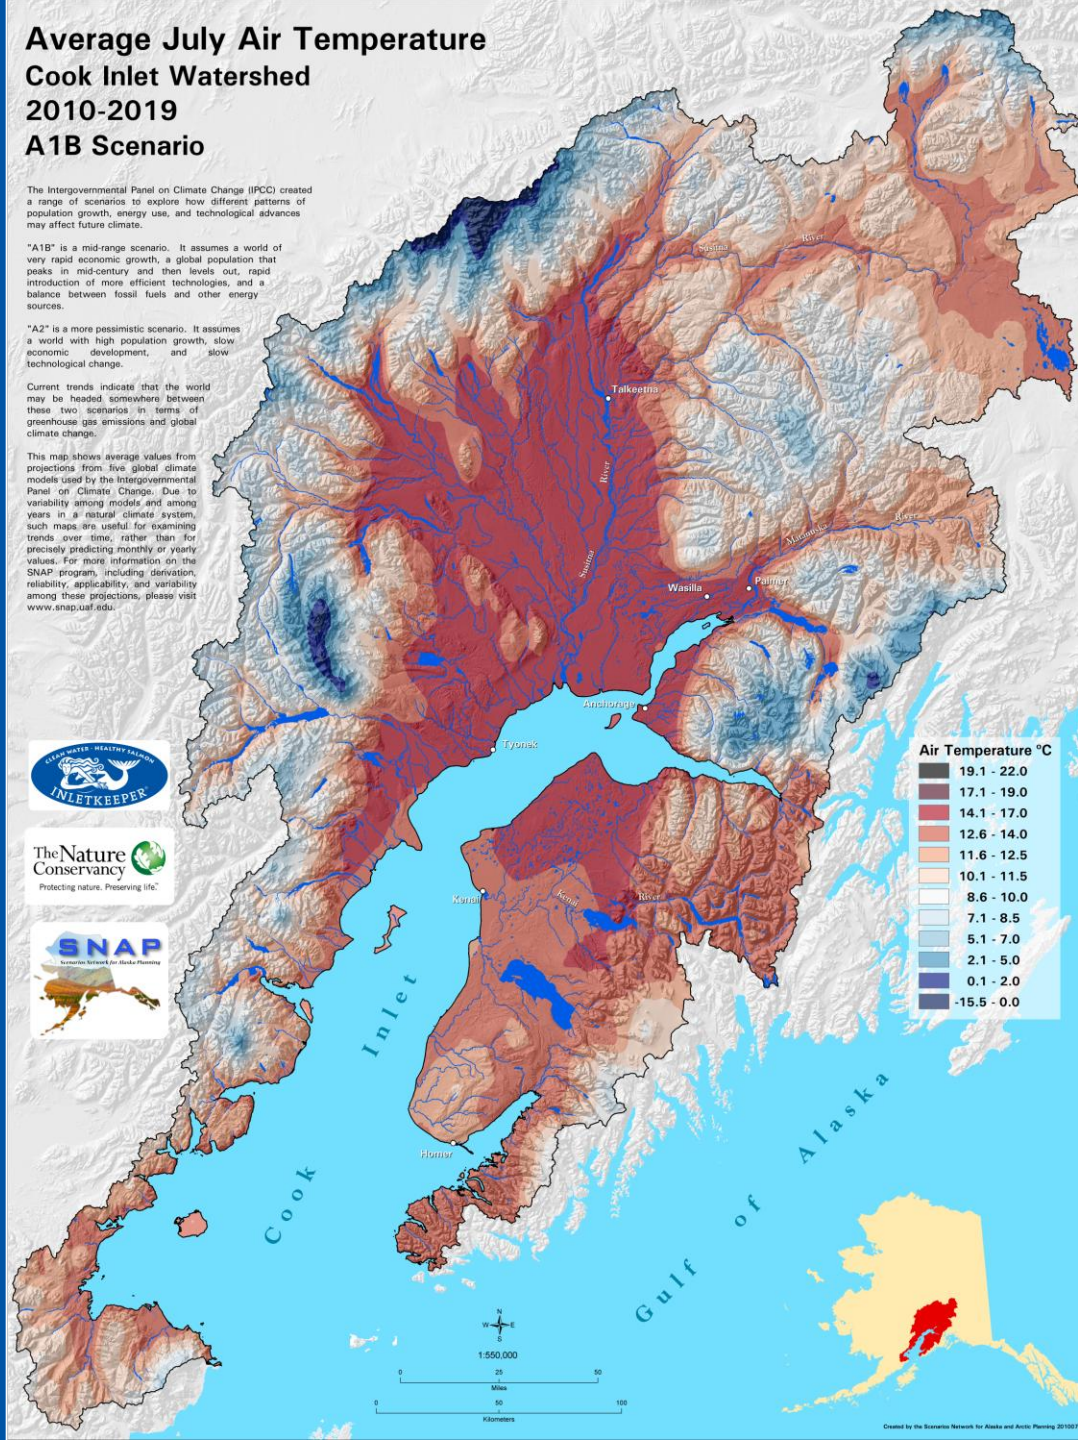 Average July Air Temperature
Cook Inlet Watershed
2010-2019
A1B Scenario
The Intergovernmental Panel on Climate Change (IPCC) created
a range of scenarios to explore how different patterns of
population growth, energy use, and technological advances
may affect future climate.
"A1B" is a mid-range scenario. It assumes a world of
very rapid economic growth, a global population that
peaks in mid-century and then levels out, rapid
introduction of more efficient technologies, and a
balance between fossil fuels and other energy
sources.
"A2" is a more pessimistic scenario. It assumes
a world with high population growth, slow
economic development, and slow
technological change.
Current trends indicate that the world
may be headed somewhere between
these two scenarios in terms of
greenhouse gas emissions and global
climate change.
This map shows average values from
projections from five global climate
models used by the Intergovernmental
Panel on Climate Change. Due to
variability among models and among
years in a natural climate system,
such maps are useful for examining
trends over time, rather than for
precisely predicting monthly or yearly
values. For more information on the
SNAP program, including derivation,
reliability, applicability, and variability
among these projections, please visit
www.snap.uaf.edu.
Susitna River
Talkeetna
River
Susitna
Matanuska River
Wasilla
Palmer
Anchorage
Tyonek
Kenai
Kenai River
Homer
Cook Inlet
Gulf of Alaska
CLEAN WATER · HEALTHY SALMON
INLETKEEPER®
The Nature
Conservancy
Protecting nature. Preserving life.™
SNAP
Scenarios Network for Alaska Planning
Air Temperature °C
19.1 - 22.0
17.1 - 19.0
14.1 - 17.0
12.6 - 14.0
11.6 - 12.5
10.1 - 11.5
8.6 - 10.0
7.1 - 8.5
5.1 - 7.0
2.1 - 5.0
0.1 - 2.0
-15.5 - 0.0
N
W E
S
1:550,000
0 25 50
Miles
0 50 100
Kilometers
Created by the Scenarios Network for Alaska and Arctic Planning 201007